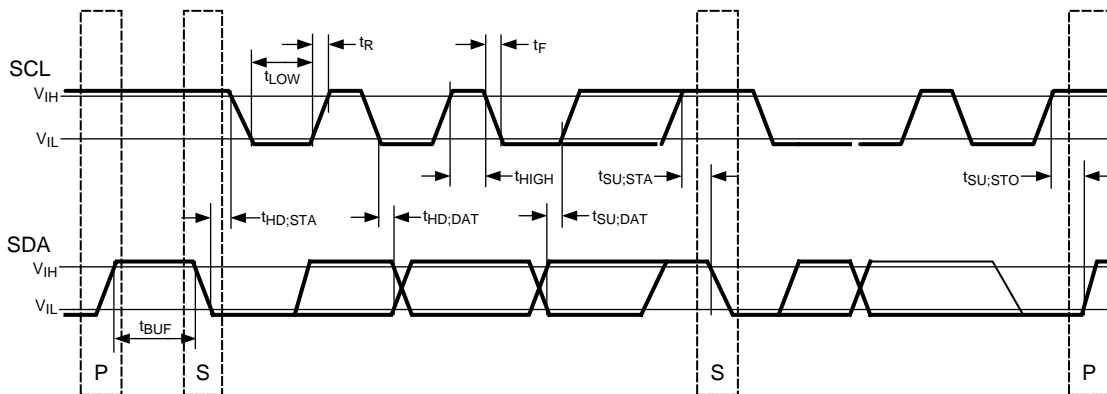 tR
tF
SCL
tLOW
VIH
VIL
tHIGH
tSU;STA
tSU;STO
tHD;STA
tHD;DAT
tSU;DAT
SDA
VIH
VIL
tBUF
P
S
S
P